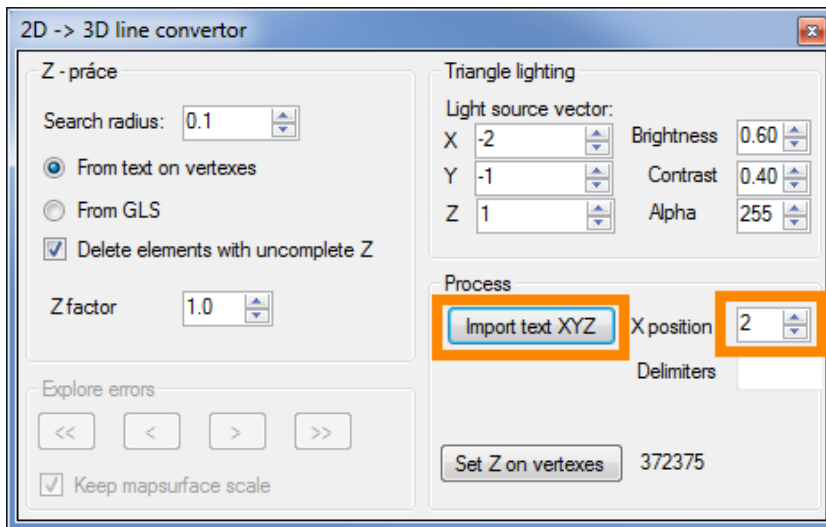 2D -> 3D line convertor
Z - práce
Search radius: 0.1
From text on vertexes
From GLS
Delete elements with uncomplete Z
Z factor 1.0
Explore errors
<< < > >>
Keep mapsurface scale
Triangle lighting
Light source vector:
X -2 Brightness 0.60
Y -1 Contrast 0.40
Z 1 Alpha 255
Process
Import text XYZ X position 2
Delimiters
Set Z on vertexes 372375